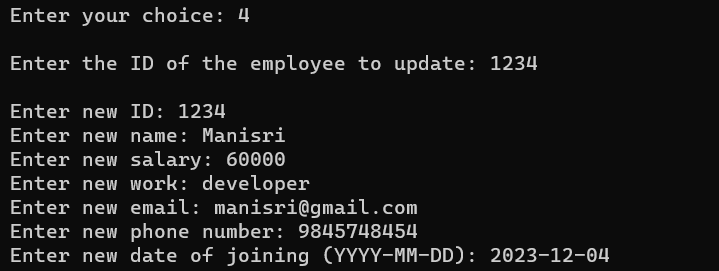 Enter your choice: 4
Enter the ID of the employee to update: 1234
Enter new ID: 1234
Enter new name: Manisri
Enter new salary: 60000
Enter new work: developer
Enter new email: manisri@gmail.com
Enter new phone number: 9845748454
Enter new date of joining (YYYY-MM-DD): 2023-12-04